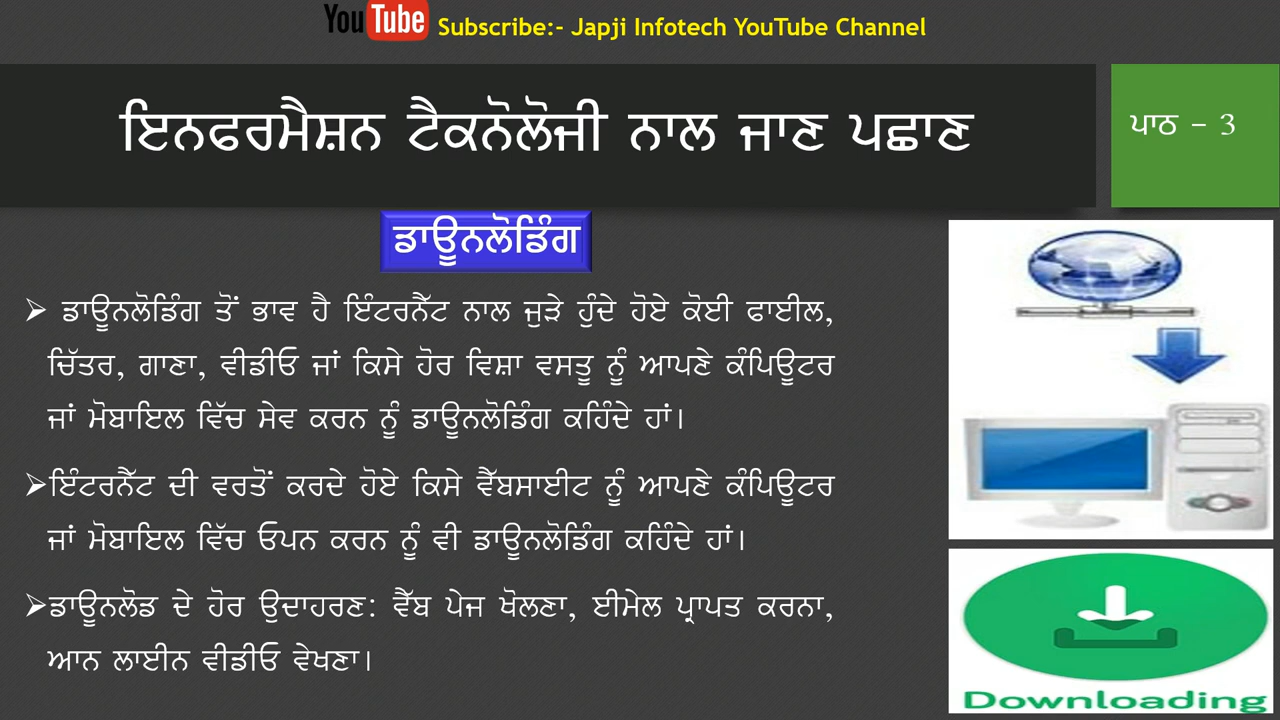 YouTube Subscribe:- Japji Infotech YouTube Channel
ਇਨਫਰਮੈਸ਼ਨ ਟੈਕਨੋਲੋਜੀ ਨਾਲ ਜਾਣ ਪਛਾਣ
ਪਾਠ – 3
ਡਾਊਨਲੋਡਿੰਗ
➢ ਡਾਊਨਲੋਡਿੰਗ ਤੋਂ ਭਾਵ ਹੈ ਇੰਟਰਨੈੱਟ ਨਾਲ ਜੁੜੇ ਹੁੰਦੇ ਹੋਏ ਕੋਈ ਫਾਈਲ,
ਚਿੱਤਰ, ਗਾਣਾ, ਵੀਡੀਓ ਜਾਂ ਕਿਸੇ ਹੋਰ ਵਿਸ਼ਾ ਵਸਤੂ ਨੂੰ ਆਪਣੇ ਕੰਪਿਊਟਰ
ਜਾਂ ਮੋਬਾਇਲ ਵਿੱਚ ਸੇਵ ਕਰਨ ਨੂੰ ਡਾਊਨਲੋਡਿੰਗ ਕਹਿੰਦੇ ਹਾਂ।
➢ਇੰਟਰਨੈੱਟ ਦੀ ਵਰਤੋਂ ਕਰਦੇ ਹੋਏ ਕਿਸੇ ਵੈੱਬਸਾਈਟ ਨੂੰ ਆਪਣੇ ਕੰਪਿਊਟਰ
ਜਾਂ ਮੋਬਾਇਲ ਵਿੱਚ ਓਪਨ ਕਰਨ ਨੂੰ ਵੀ ਡਾਊਨਲੋਡਿੰਗ ਕਹਿੰਦੇ ਹਾਂ।
➢ਡਾਊਨਲੋਡ ਦੇ ਹੋਰ ਉਦਾਹਰਣ: ਵੈੱਬ ਪੇਜ ਖੋਲਣਾ, ਈਮੇਲ ਪ੍ਰਾਪਤ ਕਰਨਾ,
ਆਨ ਲਾਈਨ ਵੀਡੀਓ ਵੇਖਣਾ।
Downloading